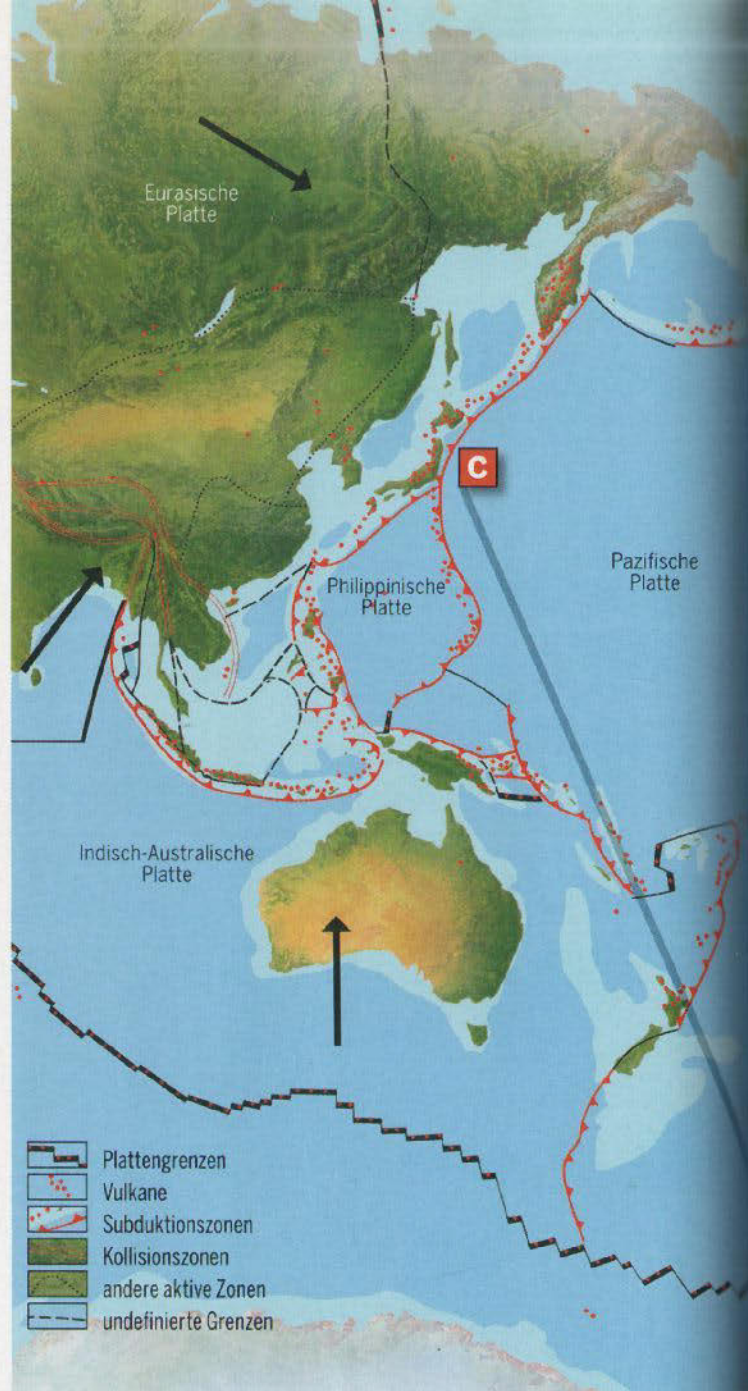 Eurasische
Platte
C
Pazifische
Platte
Philippinische
Platte
Indisch-Australische
Platte
Plattengrenzen
Vulkane
Subduktionszonen
Kollisionszonen
andere aktive Zonen
undefinierte Grenzen